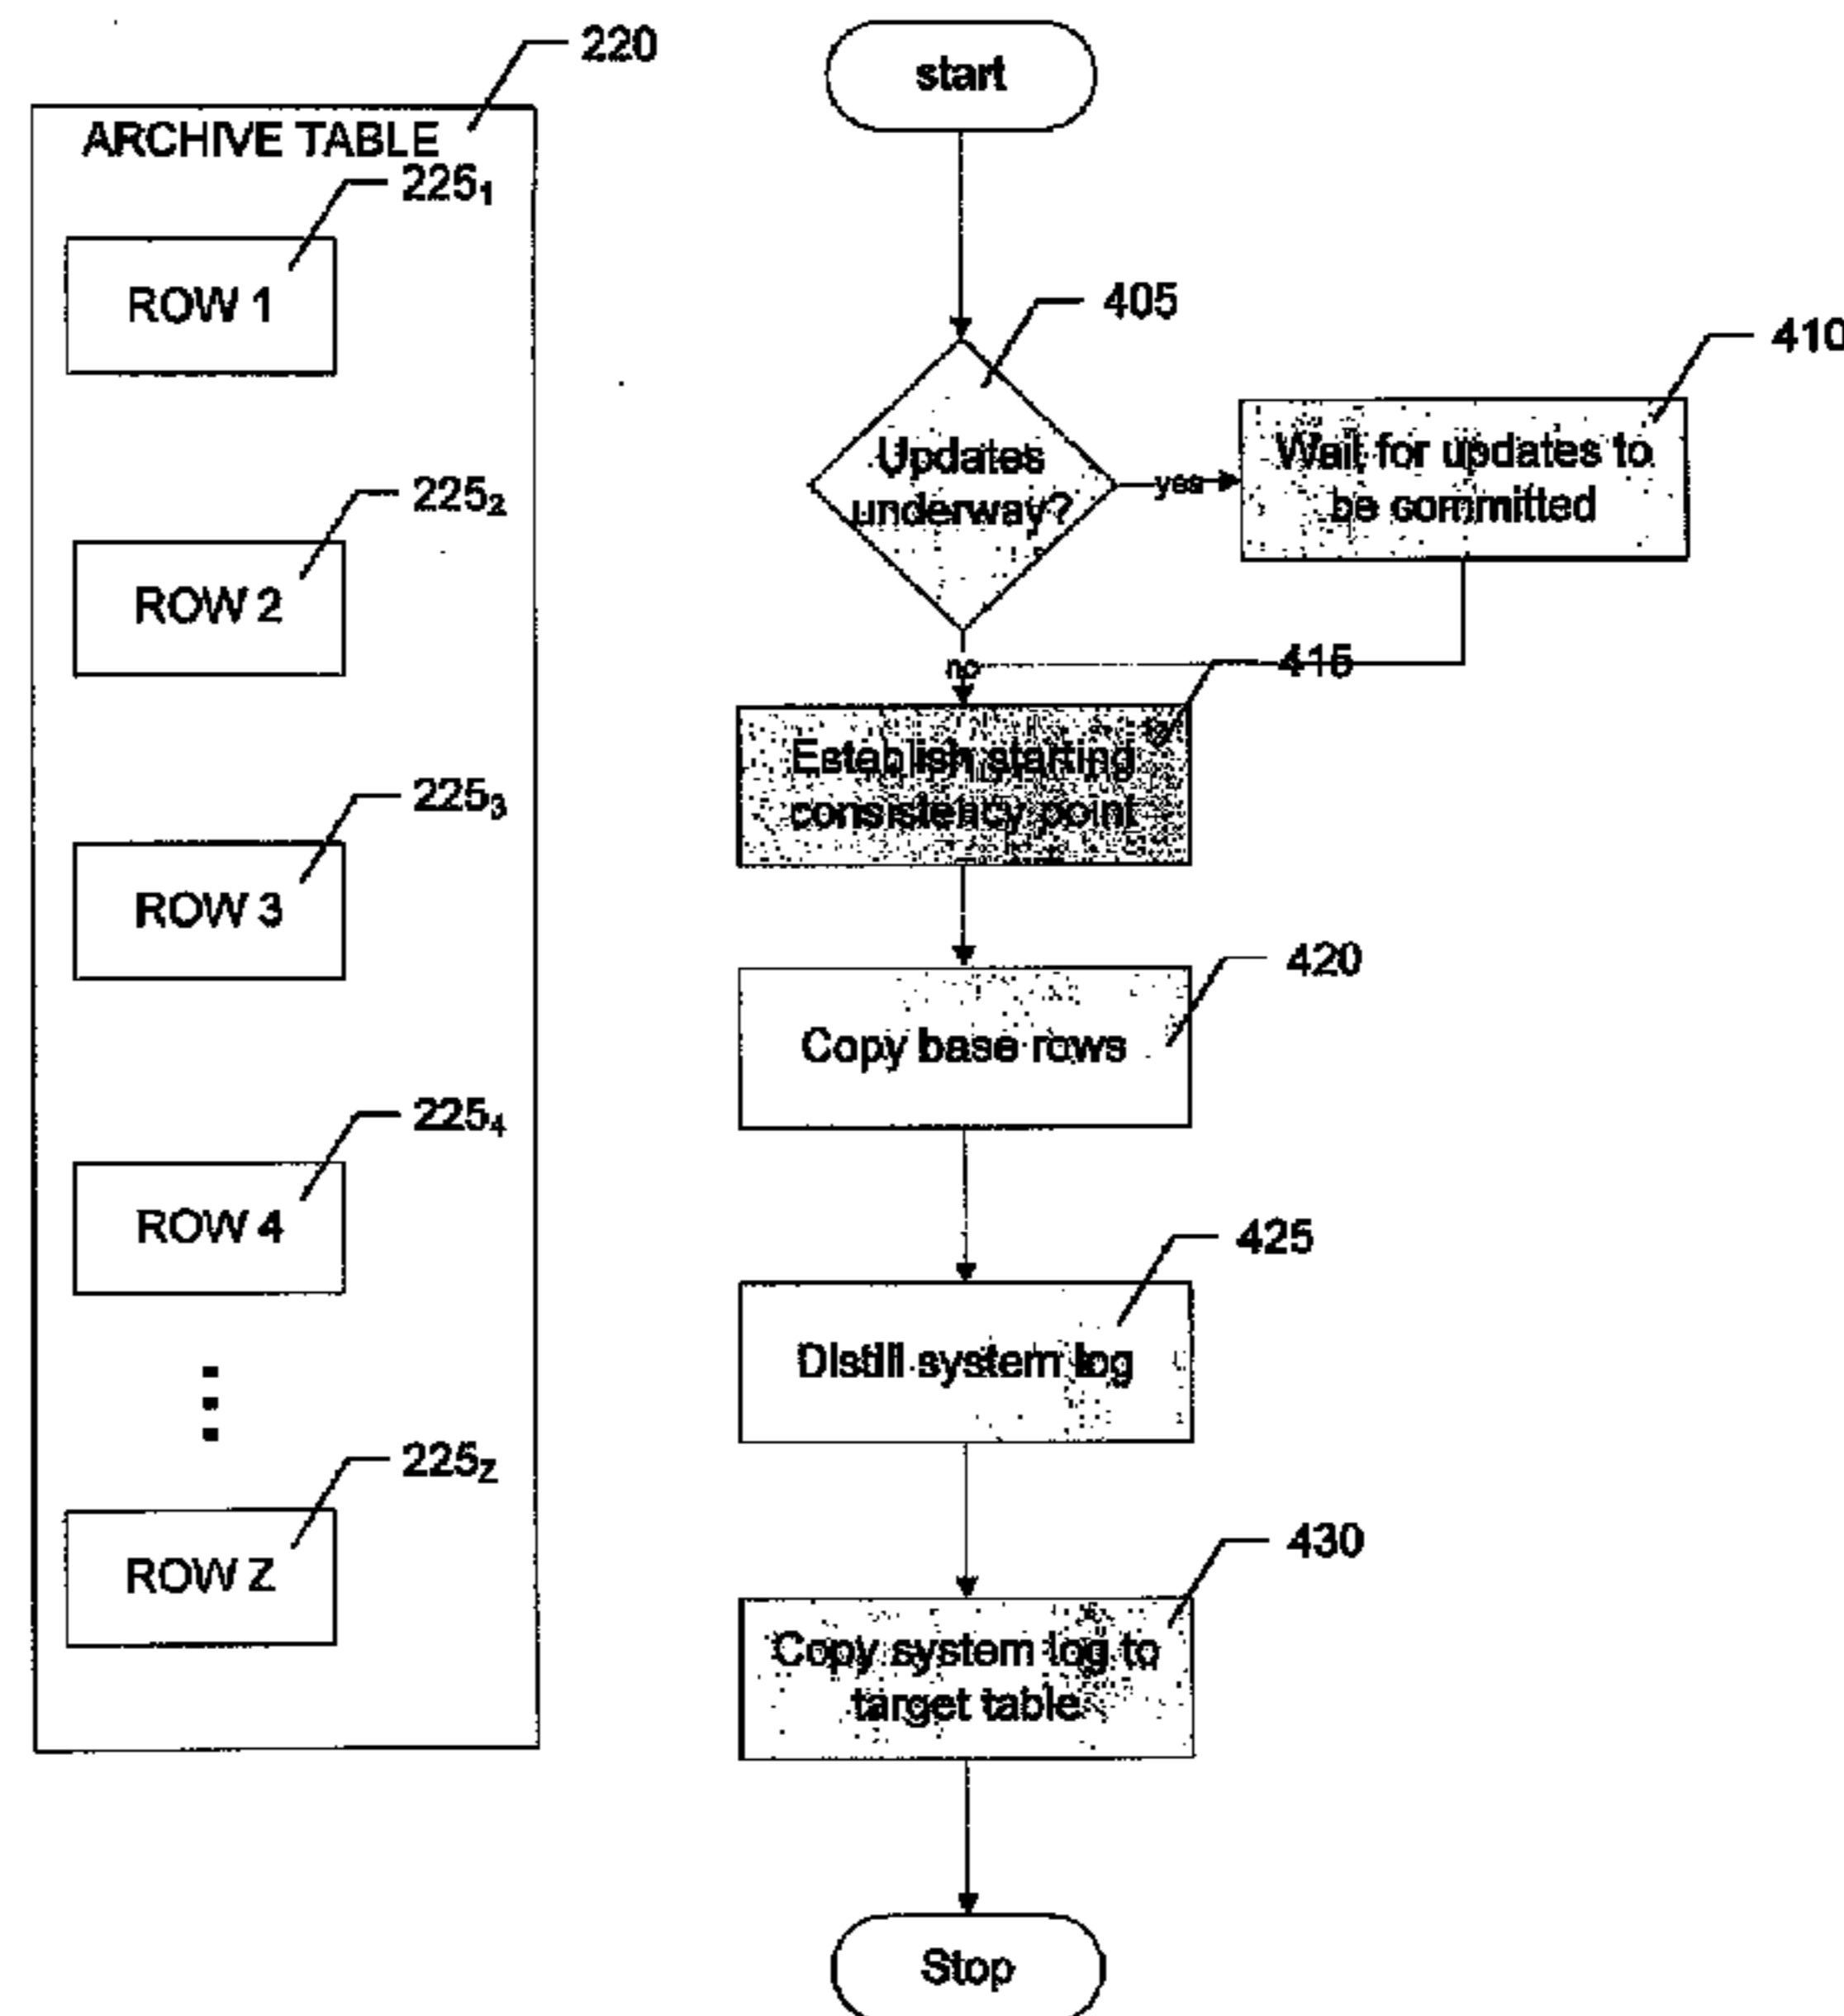 220
ARCHIVE TABLE
225₁
ROW 1
225₂
ROW 2
225₃
ROW 3
225₄
ROW 4
225_Z
ROW Z
start
405
Updates
underway?
yes
410
Wait for updates to
be committed
no
415
Establish starting
consistency point
420
Copy base rows
425
Distill system log
430
Copy system log to
target table
Stop